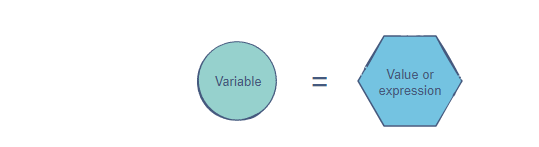 Variable
=
Value or
expression